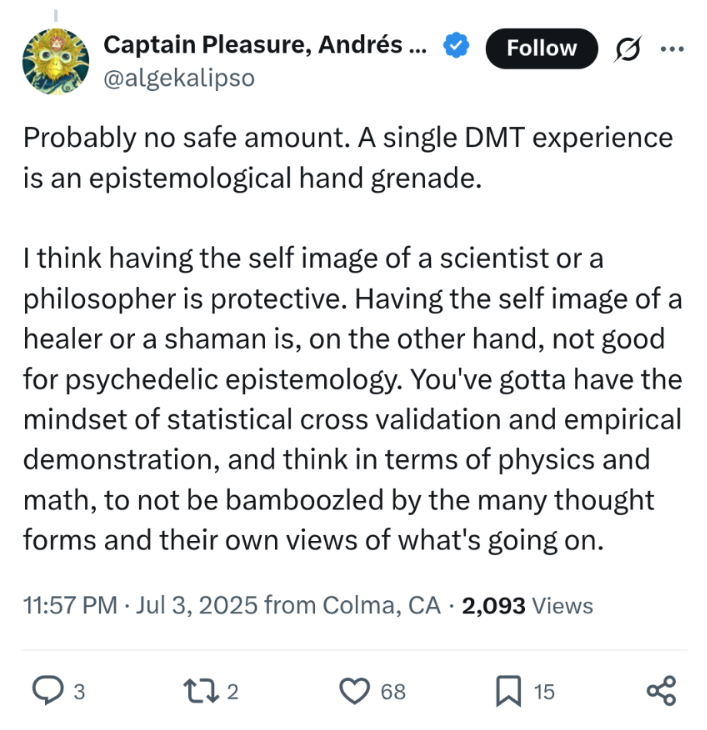 Captain Pleasure, Andrés ...
Follow
@algekalipso
Probably no safe amount. A single DMT experience
is an epistemological hand grenade.
I think having the self image of a scientist or a
philosopher is protective. Having the self image of a
healer or a shaman is, on the other hand, not good
for psychedelic epistemology. You've gotta have the
mindset of statistical cross validation and empirical
demonstration, and think in terms of physics and
math, to not be bamboozled by the many thought
forms and their own views of what's going on.
11:57 PM · Jul 3, 2025 from Colma, CA · 2,093 Views
3 2 68 15